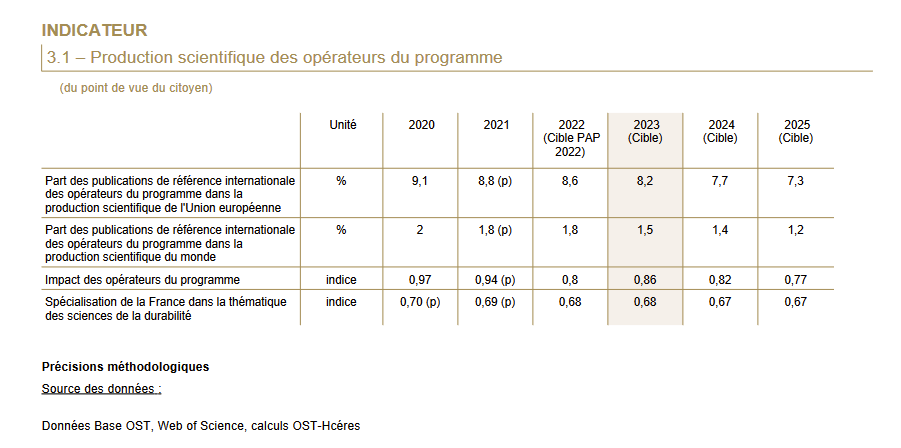 INDICATEUR
3.1 – Production scientifique des opérateurs du programme
(du point de vue du citoyen)
Unité 2020 2021 2022 2023 2024 2025
(Cible PAP (Cible) (Cible) (Cible)
2022)
Part des publications de référence internationale % 9,1 8,8 (p) 8,6 8,2 7,7 7,3
des opérateurs du programme dans la
production scientifique de l'Union européenne
Part des publications de référence internationale % 2 1,8 (p) 1,8 1,5 1,4 1,2
des opérateurs du programme dans la
production scientifique du monde
Impact des opérateurs du programme indice 0,97 0,94 (p) 0,8 0,86 0,82 0,77
Spécialisation de la France dans la thématique indice 0,70 (p) 0,69 (p) 0,68 0,68 0,67 0,67
des sciences de la durabilité
Précisions méthodologiques
Source des données :
Données Base OST, Web of Science, calculs OST-Hcéres